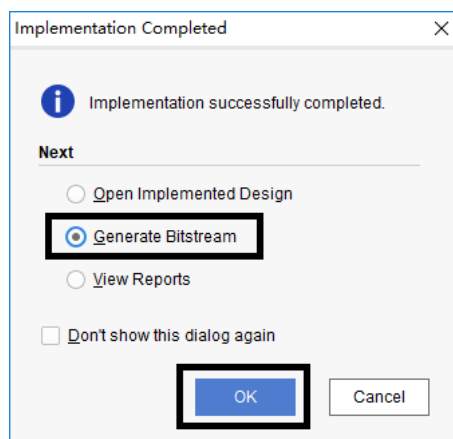 Implementation Completed
Implementation successfully completed.
Next
Open Implemented Design
Generate Bitstream
View Reports
Don't show this dialog again
OK
Cancel